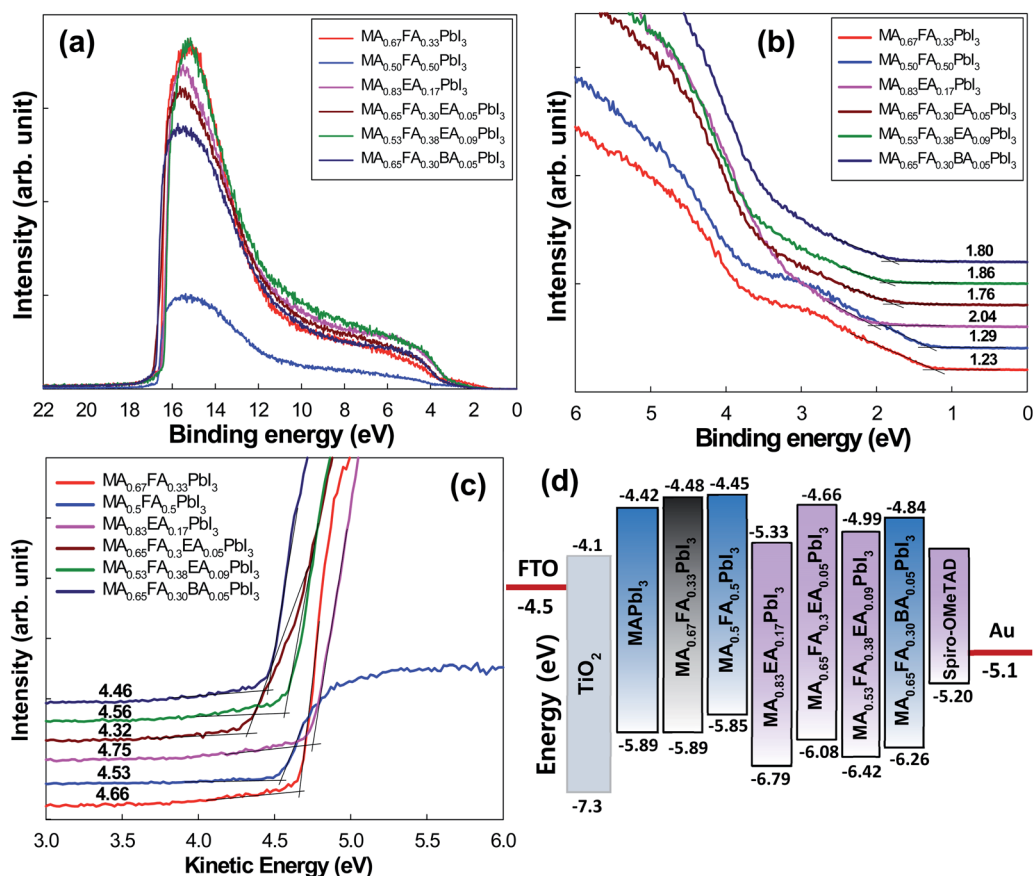 (a)
MA0.67FA0.33PbI3
MA0.50FA0.50PbI3
MA0.83EA0.17PbI3
MA0.65FA0.30EA0.05PbI3
MA0.53FA0.38EA0.09PbI3
MA0.65FA0.30BA0.05PbI3
Intensity (arb. unit)
22 20 18 16 14 12 10 8 6 4 2 0
Binding energy (eV)
(b)
MA0.67FA0.33PbI3
MA0.50FA0.50PbI3
MA0.83EA0.17PbI3
MA0.65FA0.30EA0.05PbI3
MA0.53FA0.38EA0.09PbI3
MA0.65FA0.30BA0.05PbI3
Intensity (arb. unit)
1.80
1.86
1.76
2.04
1.29
1.23
6 5 4 3 2 1 0
Binding energy (eV)
(c)
MA0.67FA0.33PbI3
MA0.5FA0.5PbI3
MA0.83EA0.17PbI3
MA0.65FA0.3EA0.05PbI3
MA0.53FA0.38EA0.09PbI3
MA0.65FA0.30BA0.05PbI3
Intensity (arb. unit)
4.46
4.56
4.32
4.75
4.53
4.66
3.0 3.5 4.0 4.5 5.0 5.5 6.0
Kinetic Energy (eV)
(d)
Energy (eV)
FTO
-4.5
-4.1
TiO2
-7.3
-4.42
MAPbI3
-5.89
-4.48
MA0.67FA0.33PbI3
-5.89
-4.45
MA0.5FA0.5PbI3
-5.85
-5.33
MA0.83EA0.17PbI3
-6.79
-4.66
MA0.65FA0.3EA0.05PbI3
-6.08
-4.99
MA0.53FA0.38EA0.09PbI3
-6.42
-4.84
MA0.65FA0.30BA0.05PbI3
-6.26
Spiro-OMeTAD
-5.20
Au
-5.1